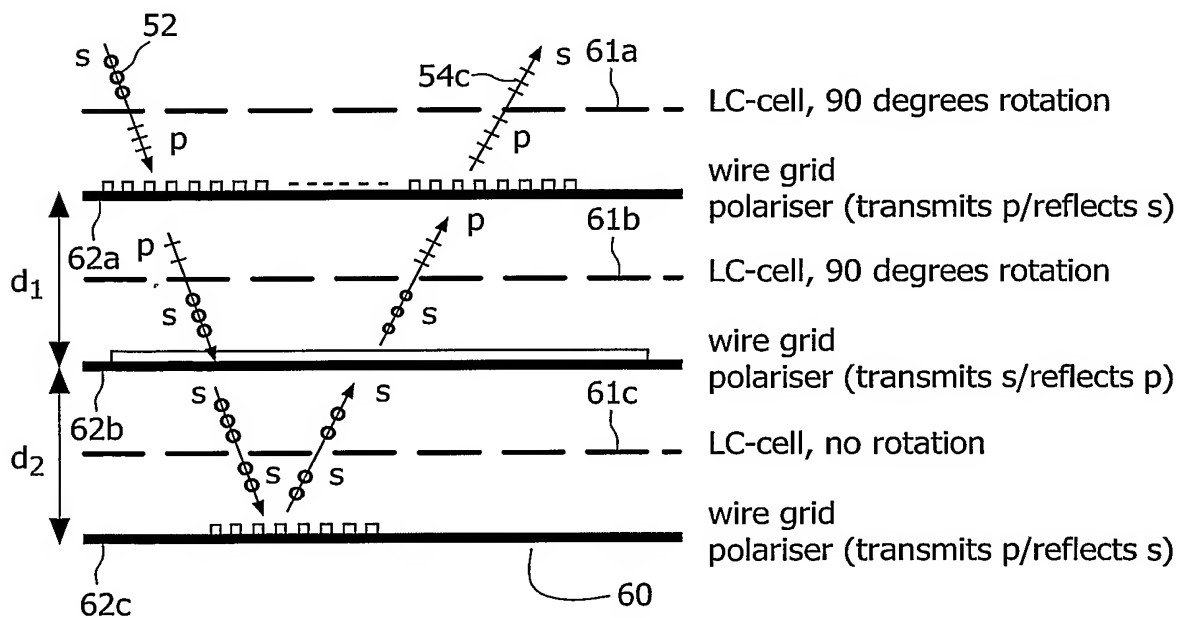 52
s
54c
s
61a
LC-cell, 90 degrees rotation
p
p
wire grid
polariser (transmits p/reflects s)
62a
p
p
61b
d1
LC-cell, 90 degrees rotation
s
s
wire grid
polariser (transmits s/reflects p)
62b
s
s
61c
d2
LC-cell, no rotation
s
s
wire grid
polariser (transmits p/reflects s)
62c
60